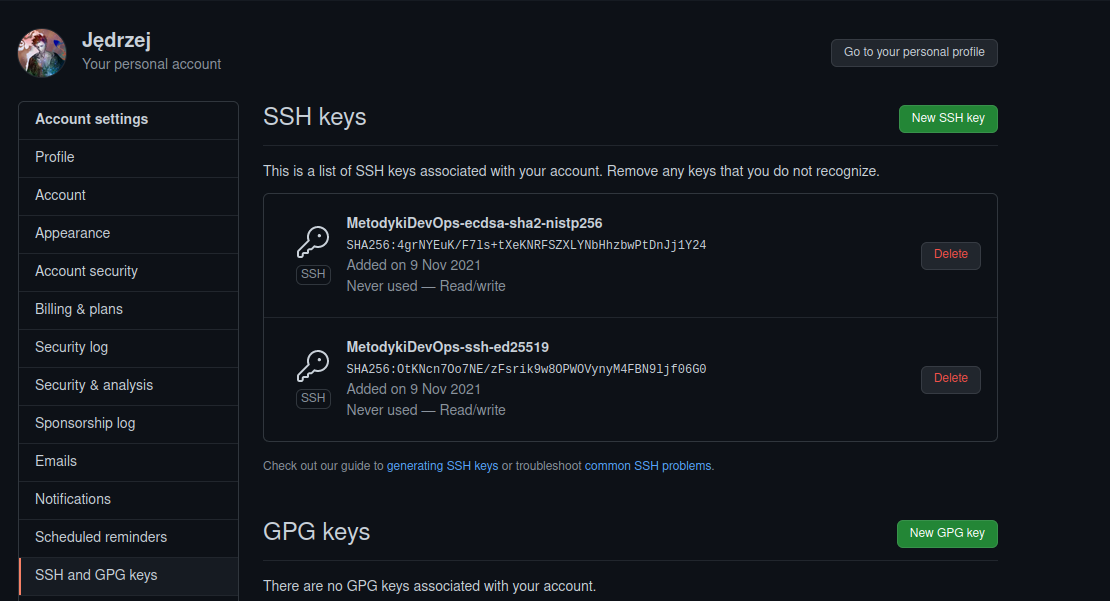 Jędrzej
Your personal account
Go to your personal profile
Account settings
Profile
Account
Appearance
Account security
Billing & plans
Security log
Security & analysis
Sponsorship log
Emails
Notifications
Scheduled reminders
SSH and GPG keys
SSH keys
New SSH key
This is a list of SSH keys associated with your account. Remove any keys that you do not recognize.
MetodykiDevOps-ecdsa-sha2-nistp256
SHA256:4grNYEuK/F7ls+tXeKNRFSZXLYNbHhzbwPtDnJj1Y24
Added on 9 Nov 2021
Never used — Read/write
SSH
Delete
MetodykiDevOps-ssh-ed25519
SHA256:OtKNcn7Oo7NE/zFsrik9w8OPWOVynyM4FBN9ljf06G0
Added on 9 Nov 2021
Never used — Read/write
SSH
Delete
Check out our guide to generating SSH keys or troubleshoot common SSH problems.
GPG keys
New GPG key
There are no GPG keys associated with your account.